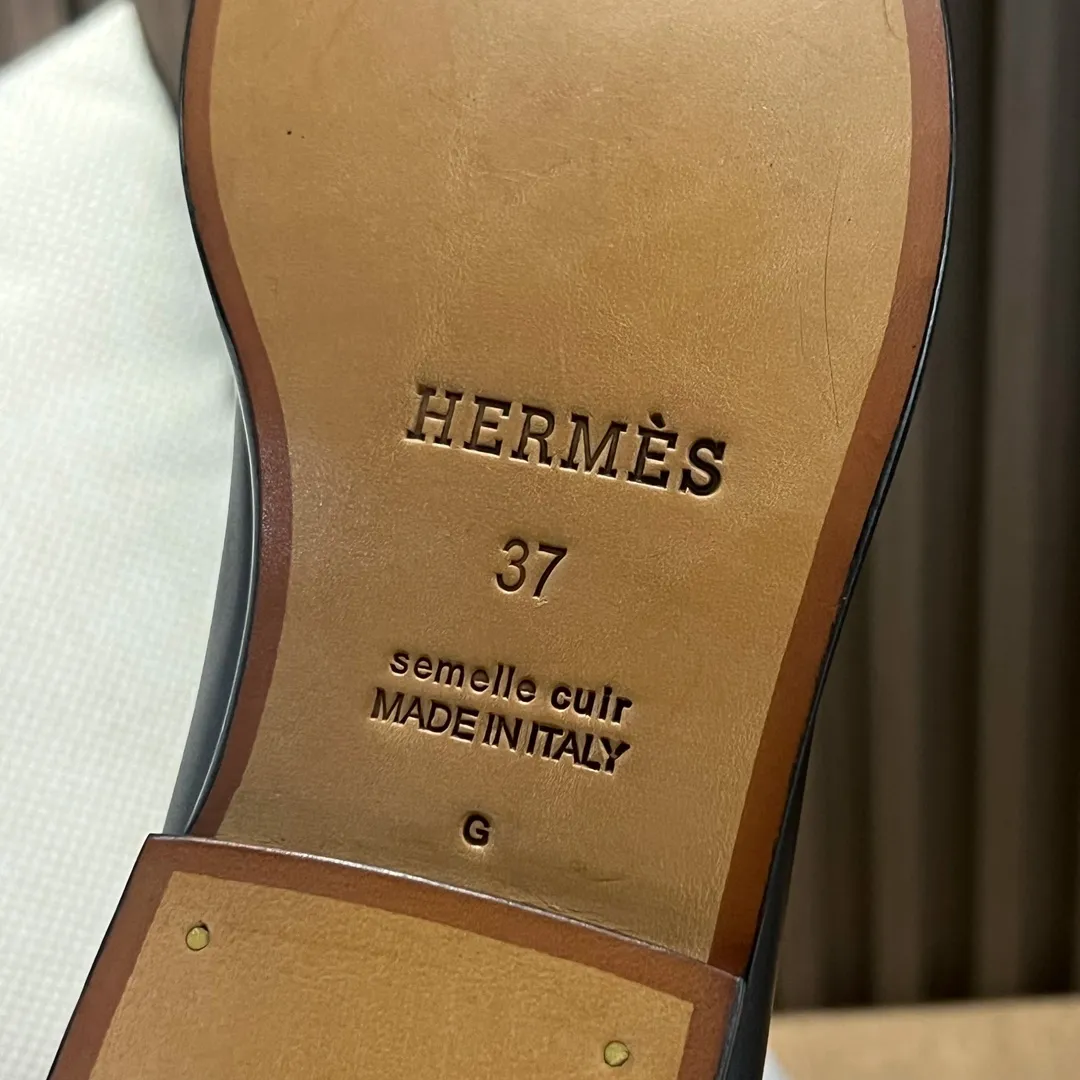 HERMÈS
37
semelle cuir
MADE IN ITALY
G